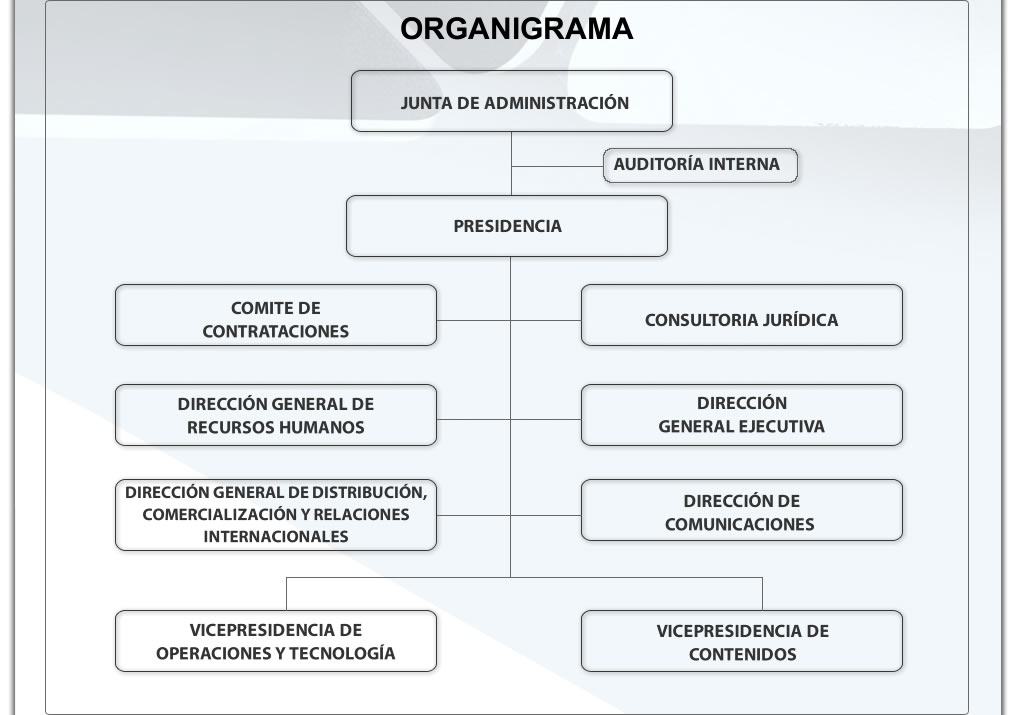 ORGANIGRAMA
JUNTA DE ADMINISTRACIÓN
AUDITORÍA INTERNA
PRESIDENCIA
COMITE DE
CONTRATACIONES
CONSULTORIA JURÍDICA
DIRECCIÓN GENERAL DE
RECURSOS HUMANOS
DIRECCIÓN
GENERAL EJECUTIVA
DIRECCIÓN GENERAL DE DISTRIBUCIÓN,
COMERCIALIZACIÓN Y RELACIONES
INTERNACIONALES
DIRECCIÓN DE
COMUNICACIONES
VICEPRESIDENCIA DE
OPERACIONES Y TECNOLOGÍA
VICEPRESIDENCIA DE
CONTENIDOS